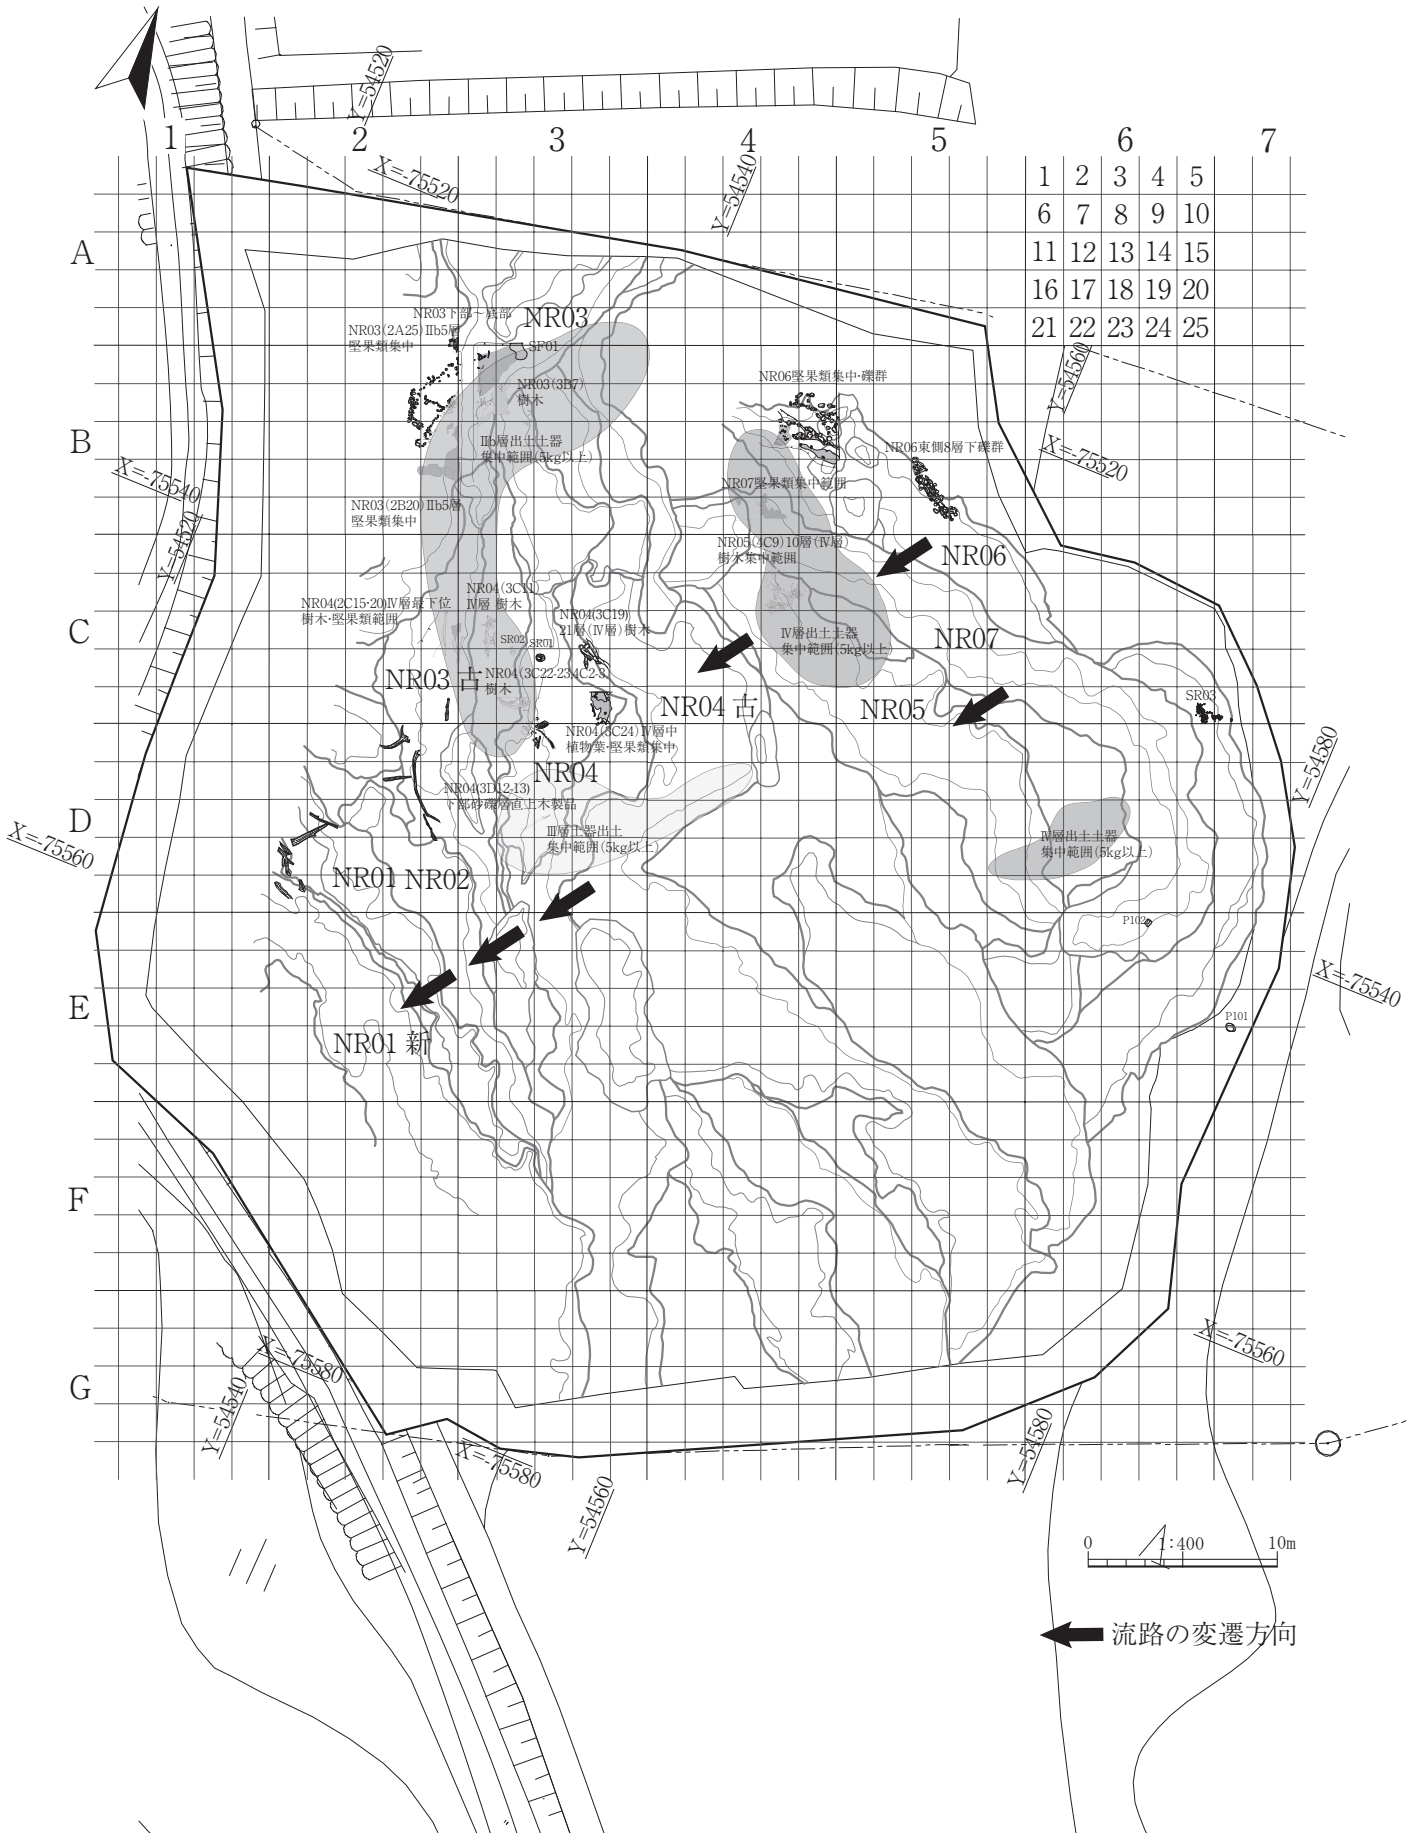 Y=54520
1
2
3
4
5
6
7
X=-75520
Y=54540
1 2 3 4 5
6 7 8 9 10
11 12 13 14 15
16 17 18 19 20
21 22 23 24 25
A
B
C
D
E
F
G
NR03下部～底部
NR03
NR03(2A25)Ⅱb5層
堅果類集中
SF01
NR03(3B7)
樹木
Ⅱb層出土土器
集中範囲(5kg以上)
NR06堅果類集中・礫群
Y=54560
X=-75520
NR06東側8層下礫群
X=-75540
Y=54520
NR07堅果類集中範囲
NR03(2B20)Ⅱb5層
堅果類集中
NR05(4C9)10層(Ⅳ層)
樹木集中範囲
NR06
NR04(2C15・20)Ⅳ層最下位
樹木・堅果類範囲
NR04(3C11)
Ⅳ層 樹木
NR04(3C19)
21層(Ⅳ層)樹木
SR02
SR01
Ⅳ層出土土器
集中範囲(5kg以上)
NR07
NR03 古
NR04(3C22-23,4C2-3)
樹木
NR04 古
NR05
SR03
NR04(3C24)Ⅳ層中
植物葉・堅果類集中
NR04
Y=54580
NR04(3D12-13)
下部砂礫層直上木製品
Ⅲ層土器出土
集中範囲(5kg以上)
Ⅳ層出土土器
集中範囲(5kg以上)
X=-75560
NR01
NR02
P102
X=-75540
P101
NR01 新
X=-75580
Y=54540
X=-75560
X=-75580
Y=54580
Y=54560
0
1:400
10m
流路の変遷方向